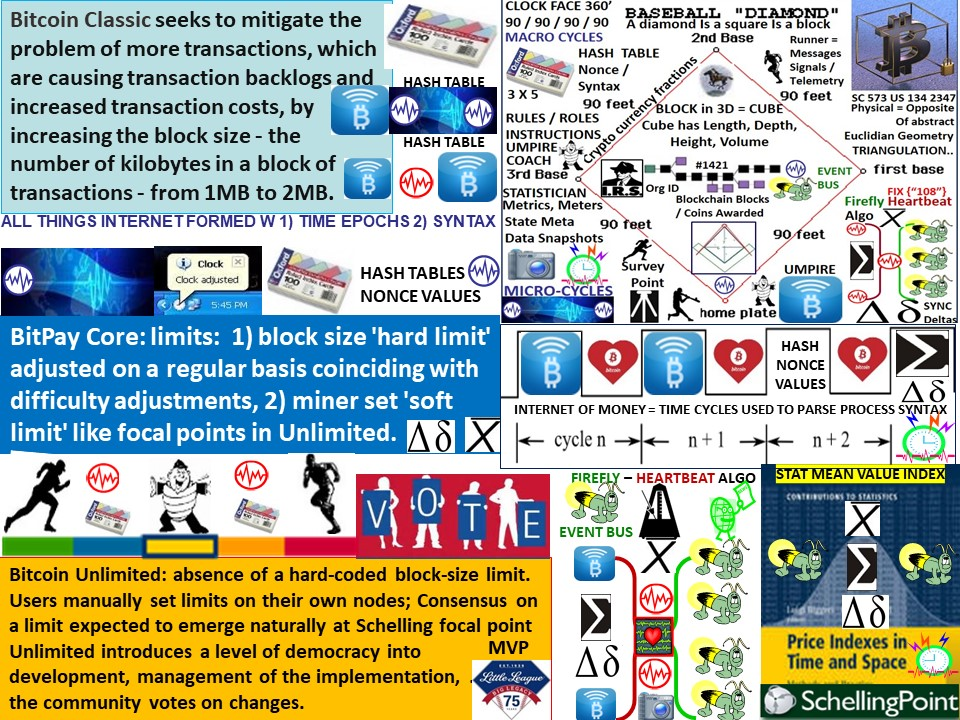 Bitcoin Classic seeks to mitigate the
problem of more transactions, which
are causing transaction backlogs and
increased transaction costs, by
increasing the block size - the
number of kilobytes in a block of
transactions - from 1MB to 2MB.
Oxford
100
HASH TABLE
HASH TABLE
ALL THINGS INTERNET FORMED W 1) TIME EPOCHS 2) SYNTAX
Clock
Clock adjusted
5:45 PM
HASH TABLES
NONCE VALUES
BitPay Core: limits: 1) block size 'hard limit'
adjusted on a regular basis coinciding with
difficulty adjustments, 2) miner set 'soft
limit' like focal points in Unlimited.
Δδ X
VOTE
Bitcoin Unlimited: absence of a hard-coded block-size limit.
Users manually set limits on their own nodes; Consensus on
a limit expected to emerge naturally at Schelling focal point
Unlimited introduces a level of democracy into
development, management of the implementation, .
the community votes on changes.
MVP
Little League
BIG LEGACY
75
CLOCK FACE 360’
90 / 90 / 90 / 90
MACRO CYCLES
BASEBALL "DIAMOND"
A diamond Is a square Is a block
2nd Base
HASH TABLE
Nonce /
Syntax
3 X 5
90 feet
Runner =
Messages
Signals /
Telemetry
90 feet
SC 573 US 134 2347
Physical = Opposite
Of abstract
Euclidian Geometry
TRIANGULATION..
first base
RULES / ROLES
INSTRUCTIONS
UMPIRE
COACH
3rd Base
Crypto currency fractions
BLOCK in 3D = CUBE
Cube has Length, Depth,
Height, Volume
I.R.S.
Org ID
#1421
EVENT
BUS
Blockchain Blocks
/ Coins Awarded
STATISTICIAN
Metrics, Meters
State Meta
Data Snapshots
90 feet
90 feet
FIX {“108”}
Firefly Heartbeat
Algo
X
Σ
Δ δ
SYNC
Deltas
Survey
Point
MICRO-CYCLES
home plate
UMPIRE
HASH
NONCE
VALUES
Σ
Δδ
INTERNET OF MONEY = TIME CYCLES USED TO PARSE PROCESS SYNTAX
cycle n
n + 1
n + 2
FIREFLY – HEARTBEAT ALGO
EVENT BUS
X
Σ
Δδ
STAT MEAN VALUE INDEX
CONTRIBUTIONS TO STATISTICS
X
Σ
Δδ
Price Indexes in
Time and Space
SchellingPoint